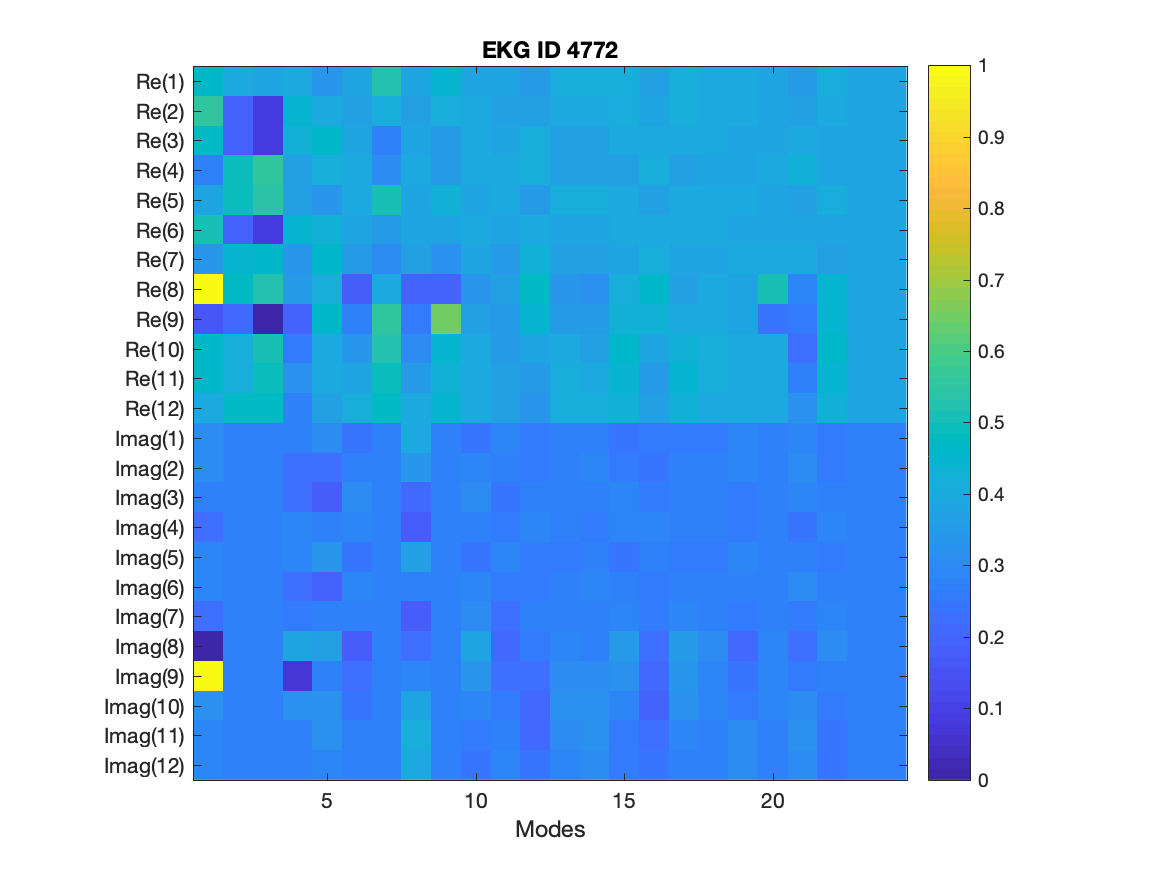 EKG ID 4772
Re(1)
Re(2)
Re(3)
Re(4)
Re(5)
Re(6)
Re(7)
Re(8)
Re(9)
Re(10)
Re(11)
Re(12)
Imag(1)
Imag(2)
Imag(3)
Imag(4)
Imag(5)
Imag(6)
Imag(7)
Imag(8)
Imag(9)
Imag(10)
Imag(11)
Imag(12)
5 10 15 20
Modes
1
0.9
0.8
0.7
0.6
0.5
0.4
0.3
0.2
0.1
0